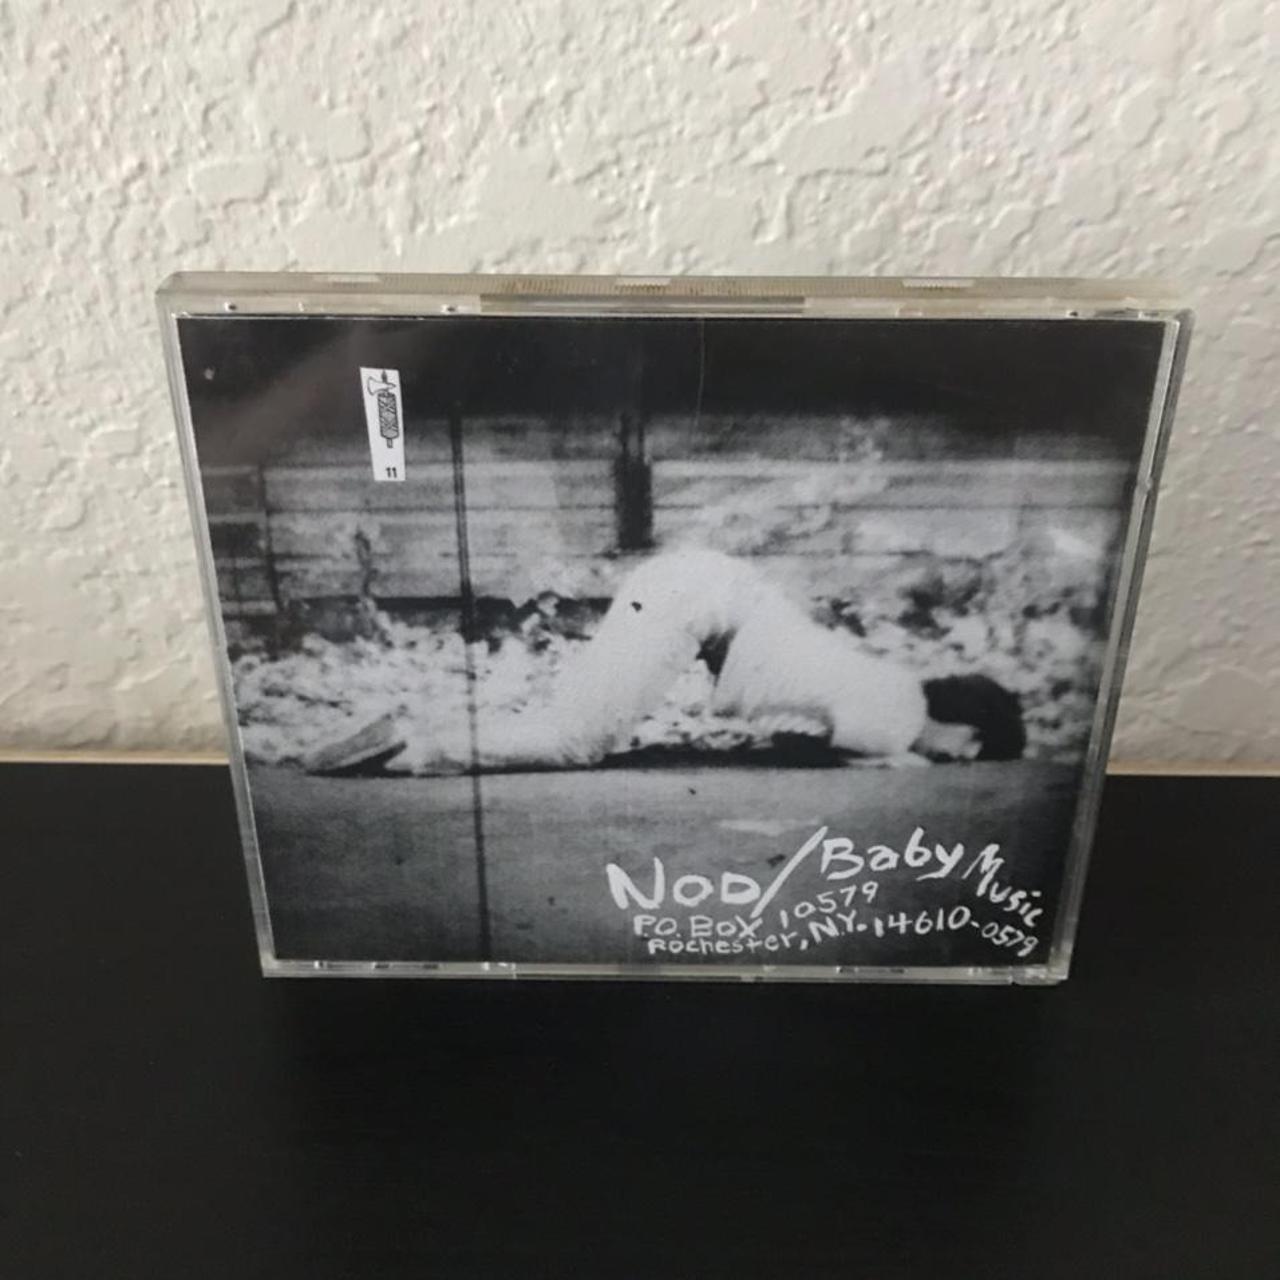 11
NOD/Baby Music
P.O. BOX 10579
Rochester, N.Y. 14610-0579